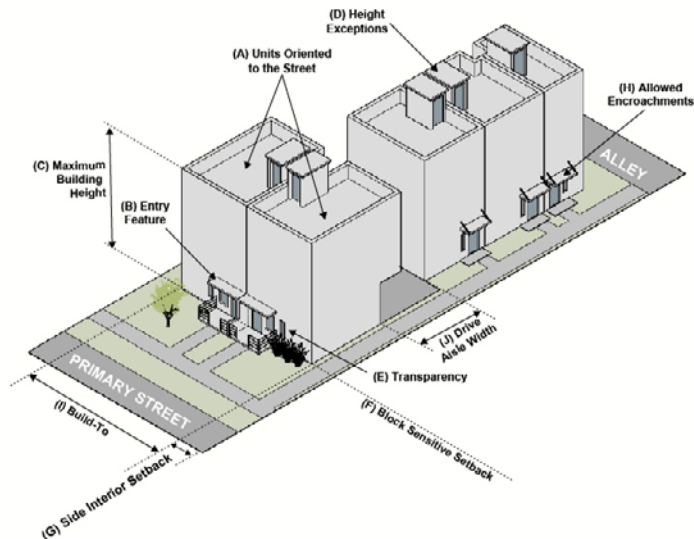 (D) Height
Exceptions
(A) Units Oriented
to the Street
(H) Allowed
Encroachments
(C) Maximum
Building
Height
ALLEY
(B) Entry
Feature
(J) Drive
Aisle Width
(E) Transparency
PRIMARY STREET
(I) Build-To
(F) Block Sensitive Setback
(G) Side Interior Setback